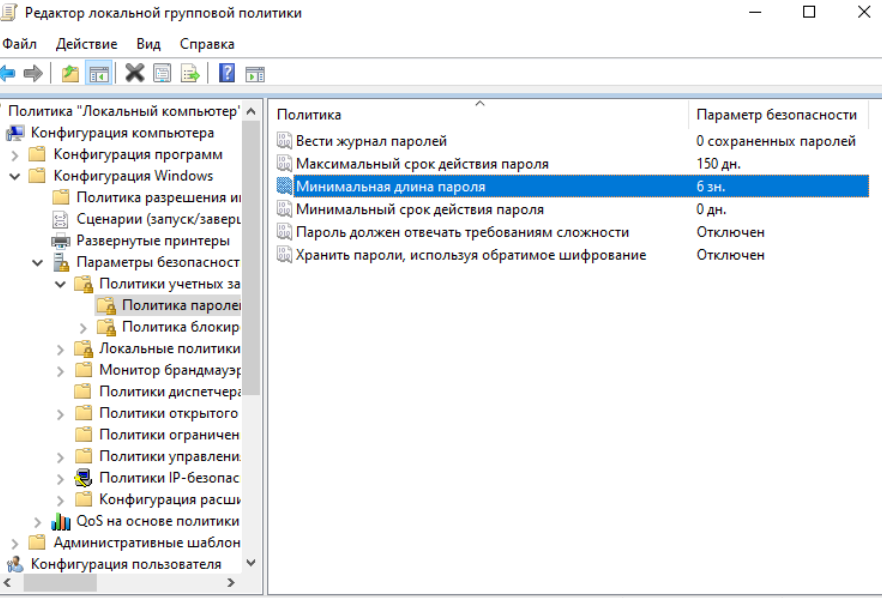 Редактор локальной групповой политики
Файл Действие Вид Справка
Политика "Локальный компьютер"
Конфигурация компьютера
Конфигурация программ
Конфигурация Windows
Политика разрешения и
Сценарии (запуск/заверш
Развернутые принтеры
Параметры безопасност
Политики учетных за
Политика паролей
Политика блокир
Локальные политики
Монитор брандмауэр
Политики диспетчера
Политики открытого
Политики ограничен
Политики управлени
Политики IP-безопас
Конфигурация расши
QoS на основе политики
Административные шаблон
Конфигурация пользователя
Политика Параметр безопасности
Вести журнал паролей 0 сохраненных паролей
Максимальный срок действия пароля 150 дн.
Минимальная длина пароля 6 зн.
Минимальный срок действия пароля 0 дн.
Пароль должен отвечать требованиям сложности Отключен
Хранить пароли, используя обратимое шифрование Отключен